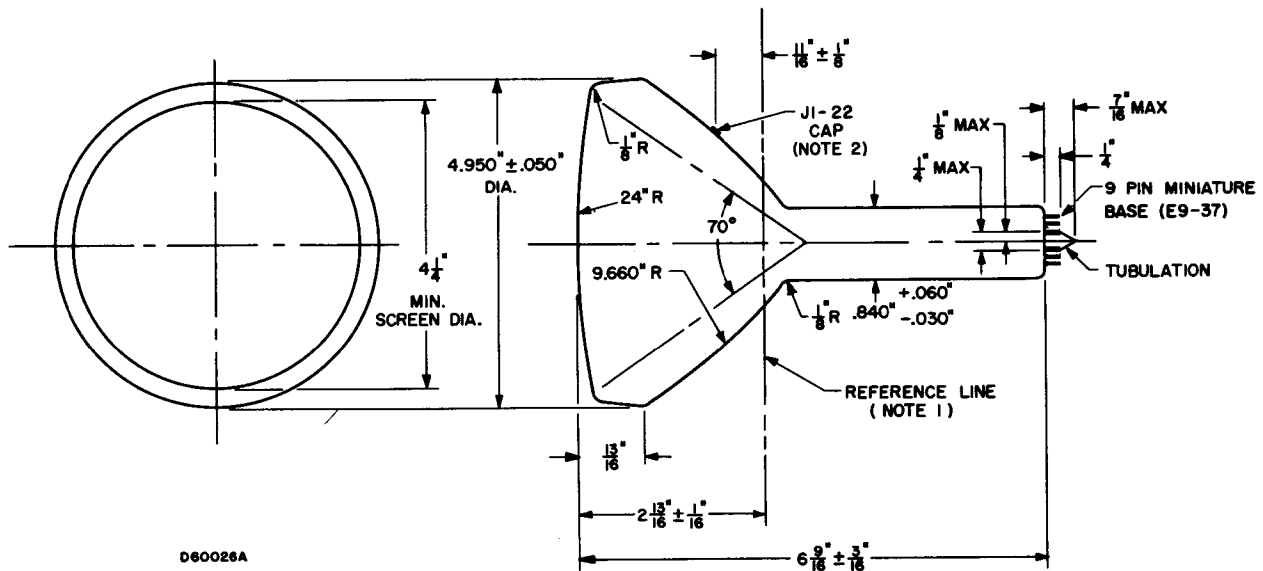 11/16" ± 1/8"
J1-22
CAP
(NOTE 2)
7/16" MAX
1/8" MAX
1/4" MAX
1/4"
9 PIN MINIATURE
BASE (E9-37)
TUBULATION
1/8" R
4.950" ± .050"
DIA.
24" R
70°
9.660" R
4 1/4"
MIN.
SCREEN DIA.
1/8" R
.840" +.060"
-.030"
REFERENCE LINE
(NOTE 1)
13/16"
2 13/16" ± 1/16"
6 9/16" ± 3/16"
D60026A